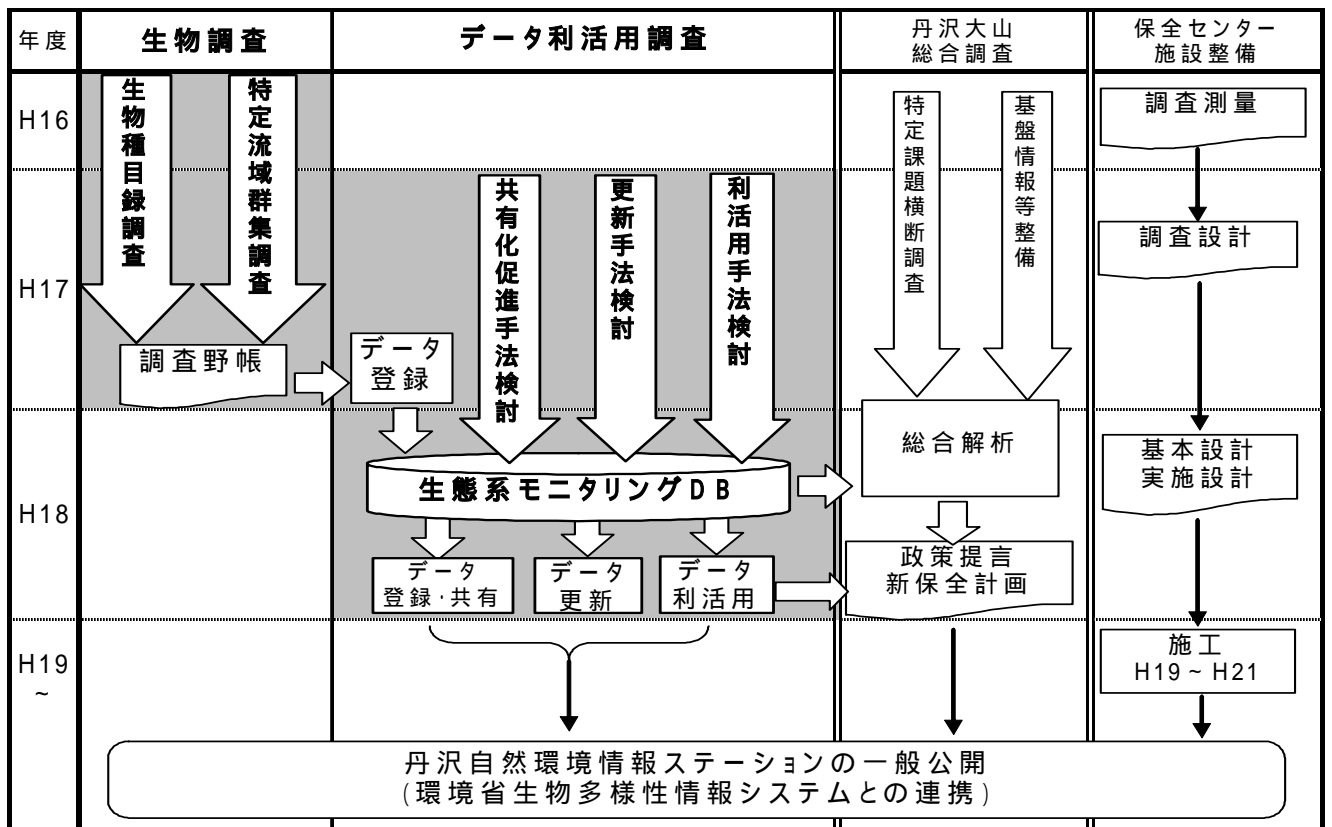 年度
生物調査
データ利活用調査
丹沢大山
総合調査
保全センター
施設整備
H16
生物種目録調査
特定流域群集調査
特定課題横断調査
基盤情報等整備
調査測量
H17
共有化促進手法検討
更新手法検討
利活用手法検討
調査設計
調査野帳
データ
登録
H18
生態系モニタリングDB
総合解析
基本設計
実施設計
データ
登録・共有
データ
更新
データ
利活用
政策提言
新保全計画
H19
~
施工
H19~H21
丹沢自然環境情報ステーションの一般公開
(環境省生物多様性情報システムとの連携)